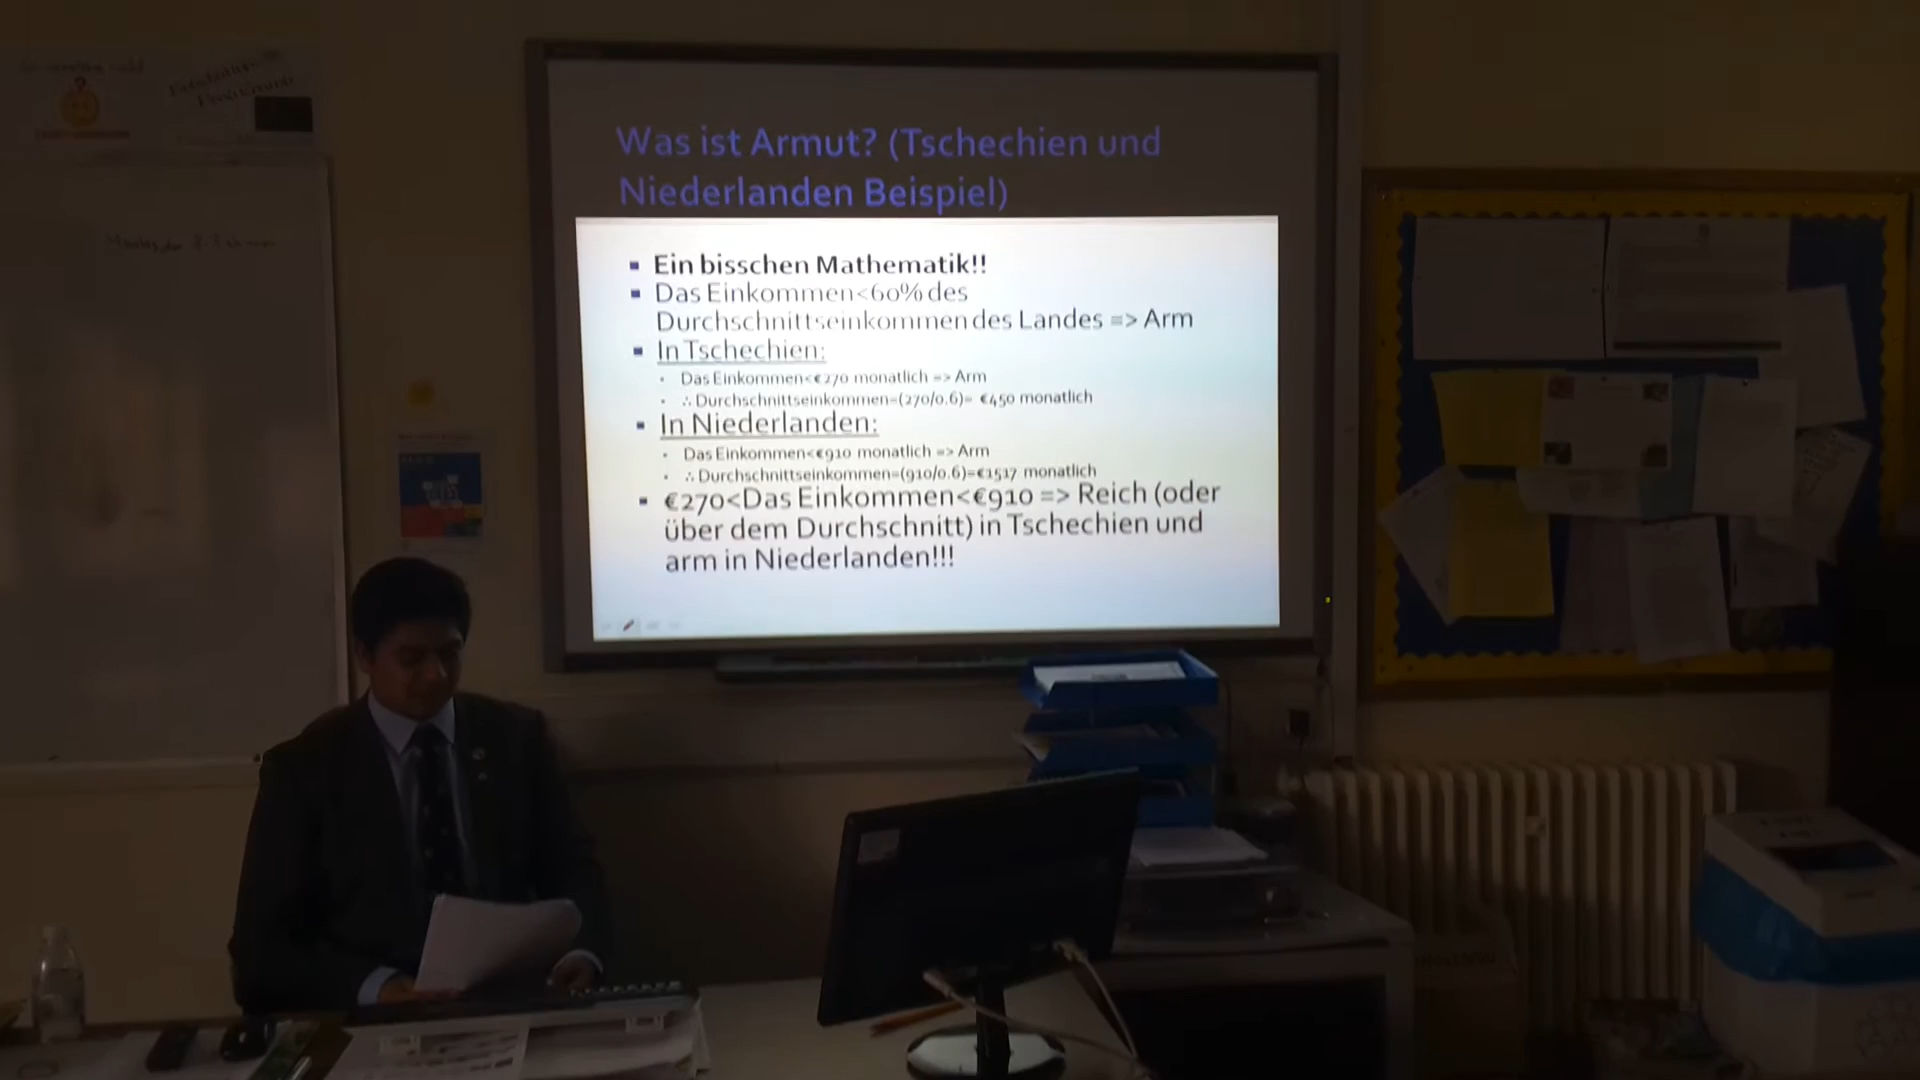 Was ist Armut? (Tschechien und
Niederlanden Beispiel)
▪ Ein bisschen Mathematik!!
▪ Das Einkommen<60% des
Durchschnittseinkommen des Landes => Arm
▪ In Tschechien:
• Das Einkommen<€270 monatlich => Arm
• ∴ Durchschnittseinkommen=(270/0.6)= €450 monatlich
▪ In Niederlanden:
• Das Einkommen<€910 monatlich => Arm
• ∴ Durchschnittseinkommen=(910/0.6)=€1517 monatlich
▪ €270<Das Einkommen<€910 => Reich (oder
über dem Durchschnitt) in Tschechien und
arm in Niederlanden!!!